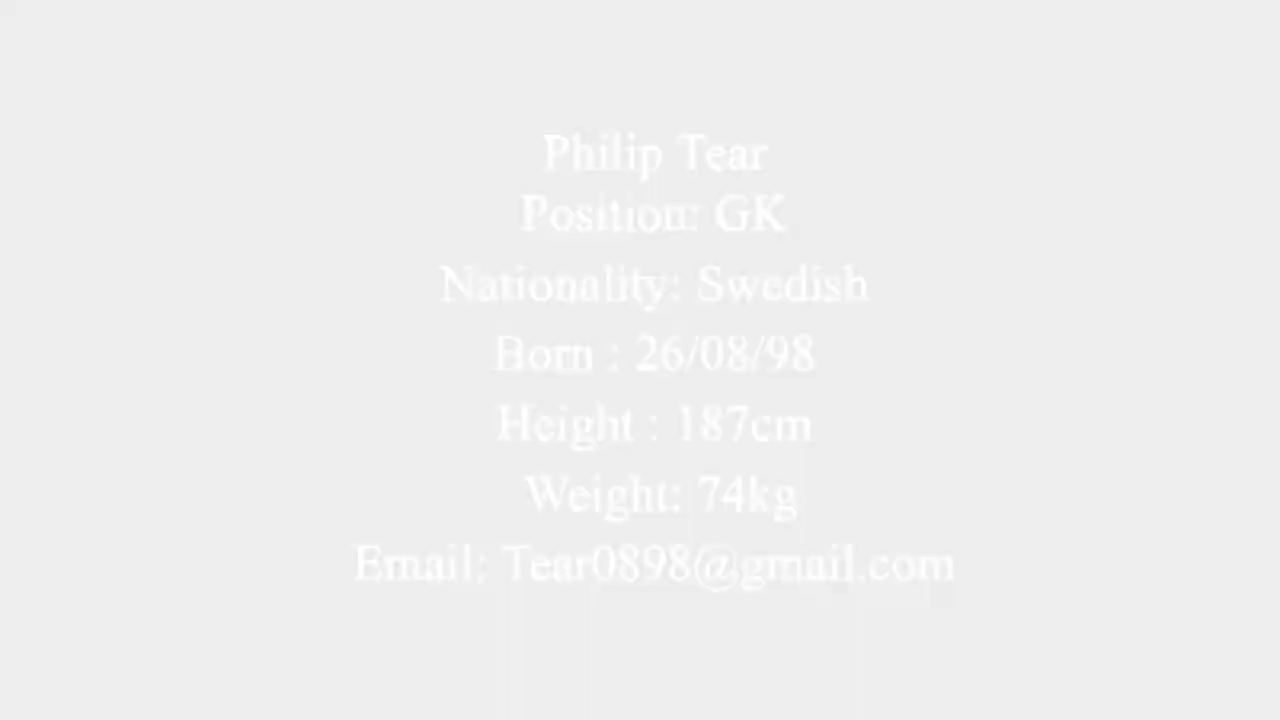 Philip Tear
Position: GK
Nationality: Swedish
Born : 26/08/98
Height : 187cm
Weight: 74kg
Email: Tear0898@gmail.com